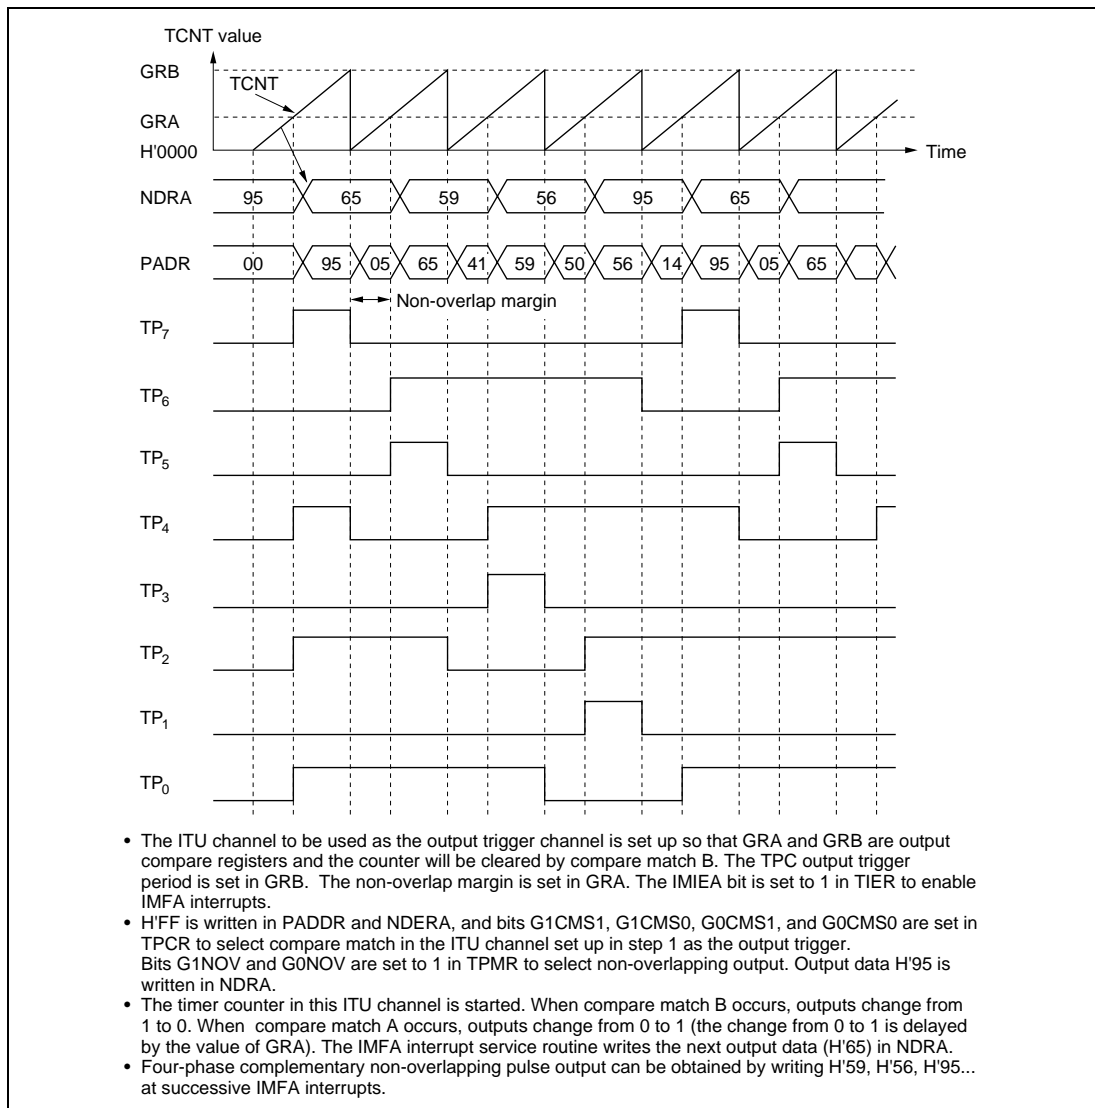 TCNT value
GRB
TCNT
GRA
H'0000
Time
NDRA 95 65 59 56 95 65
PADR 00 95 05 65 41 59 50 56 14 95 05 65
Non-overlap margin
TP7
TP6
TP5
TP4
TP3
TP2
TP1
TP0
• The ITU channel to be used as the output trigger channel is set up so that GRA and GRB are output
compare registers and the counter will be cleared by compare match B. The TPC output trigger
period is set in GRB. The non-overlap margin is set in GRA. The IMIEA bit is set to 1 in TIER to enable
IMFA interrupts.
• H'FF is written in PADDR and NDERA, and bits G1CMS1, G1CMS0, G0CMS1, and G0CMS0 are set in
TPCR to select compare match in the ITU channel set up in step 1 as the output trigger.
Bits G1NOV and G0NOV are set to 1 in TPMR to select non-overlapping output. Output data H'95 is
written in NDRA.
• The timer counter in this ITU channel is started. When compare match B occurs, outputs change from
1 to 0. When compare match A occurs, outputs change from 0 to 1 (the change from 0 to 1 is delayed
by the value of GRA). The IMFA interrupt service routine writes the next output data (H'65) in NDRA.
• Four-phase complementary non-overlapping pulse output can be obtained by writing H'59, H'56, H'95...
at successive IMFA interrupts.